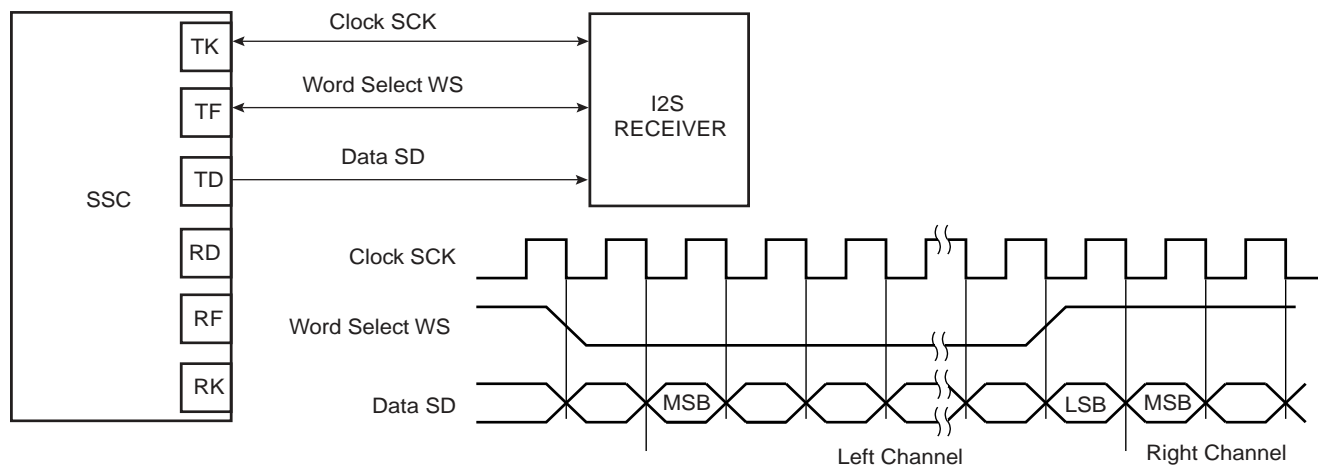 Clock SCK
TK
Word Select WS
TF
I2S
RECEIVER
Data SD
TD
SSC
RD
RF
RK
Clock SCK
Word Select WS
Data SD
MSB
LSB
MSB
Left Channel
Right Channel